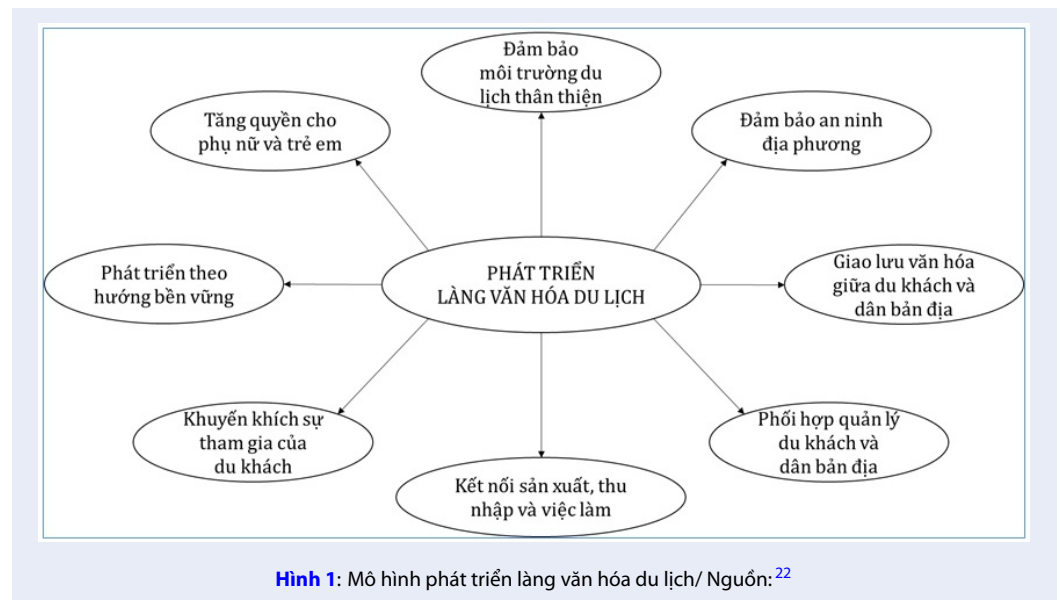 Đảm bảo
môi trường du
lịch thân thiện
Tăng quyền cho
phụ nữ và trẻ em
Đảm bảo an ninh
địa phương
Phát triển theo
hướng bền vững
PHÁT TRIỂN
LÀNG VĂN HÓA DU LỊCH
Giao lưu văn hóa
giữa du khách và
dân bản địa
Khuyến khích sự
tham gia của
du khách
Phối hợp quản lý
du khách và
dân bản địa
Kết nối sản xuất, thu
nhập và việc làm
Hình 1: Mô hình phát triển làng văn hóa du lịch/ Nguồn: 22